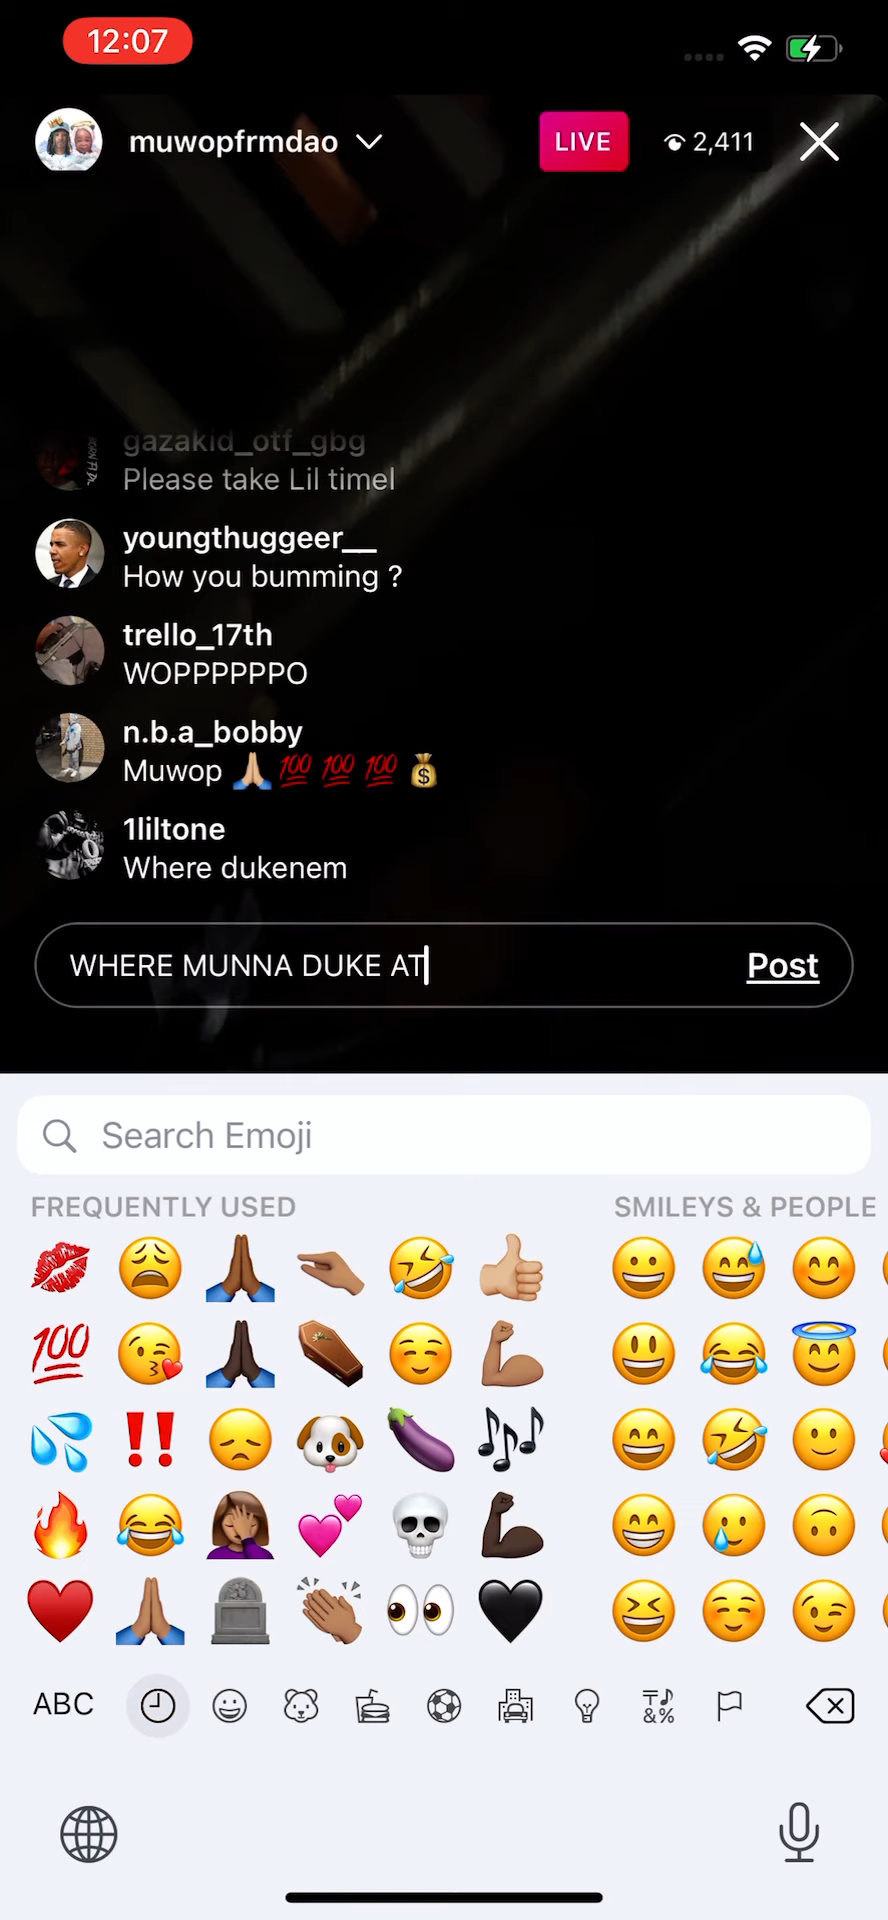 12:07
muwopfrmdao
LIVE
2,411
gazakid_otf_gbg
Please take Lil timel
youngthuggeer__
How you bumming ?
trello_17th
WOPPPPPPO
n.b.a_bobby
Muwop 🙏🏼💯💯💯💰
1liltone
Where dukenem
WHERE MUNNA DUKE AT
Post
Search Emoji
FREQUENTLY USED
SMILEYS & PEOPLE
ABC